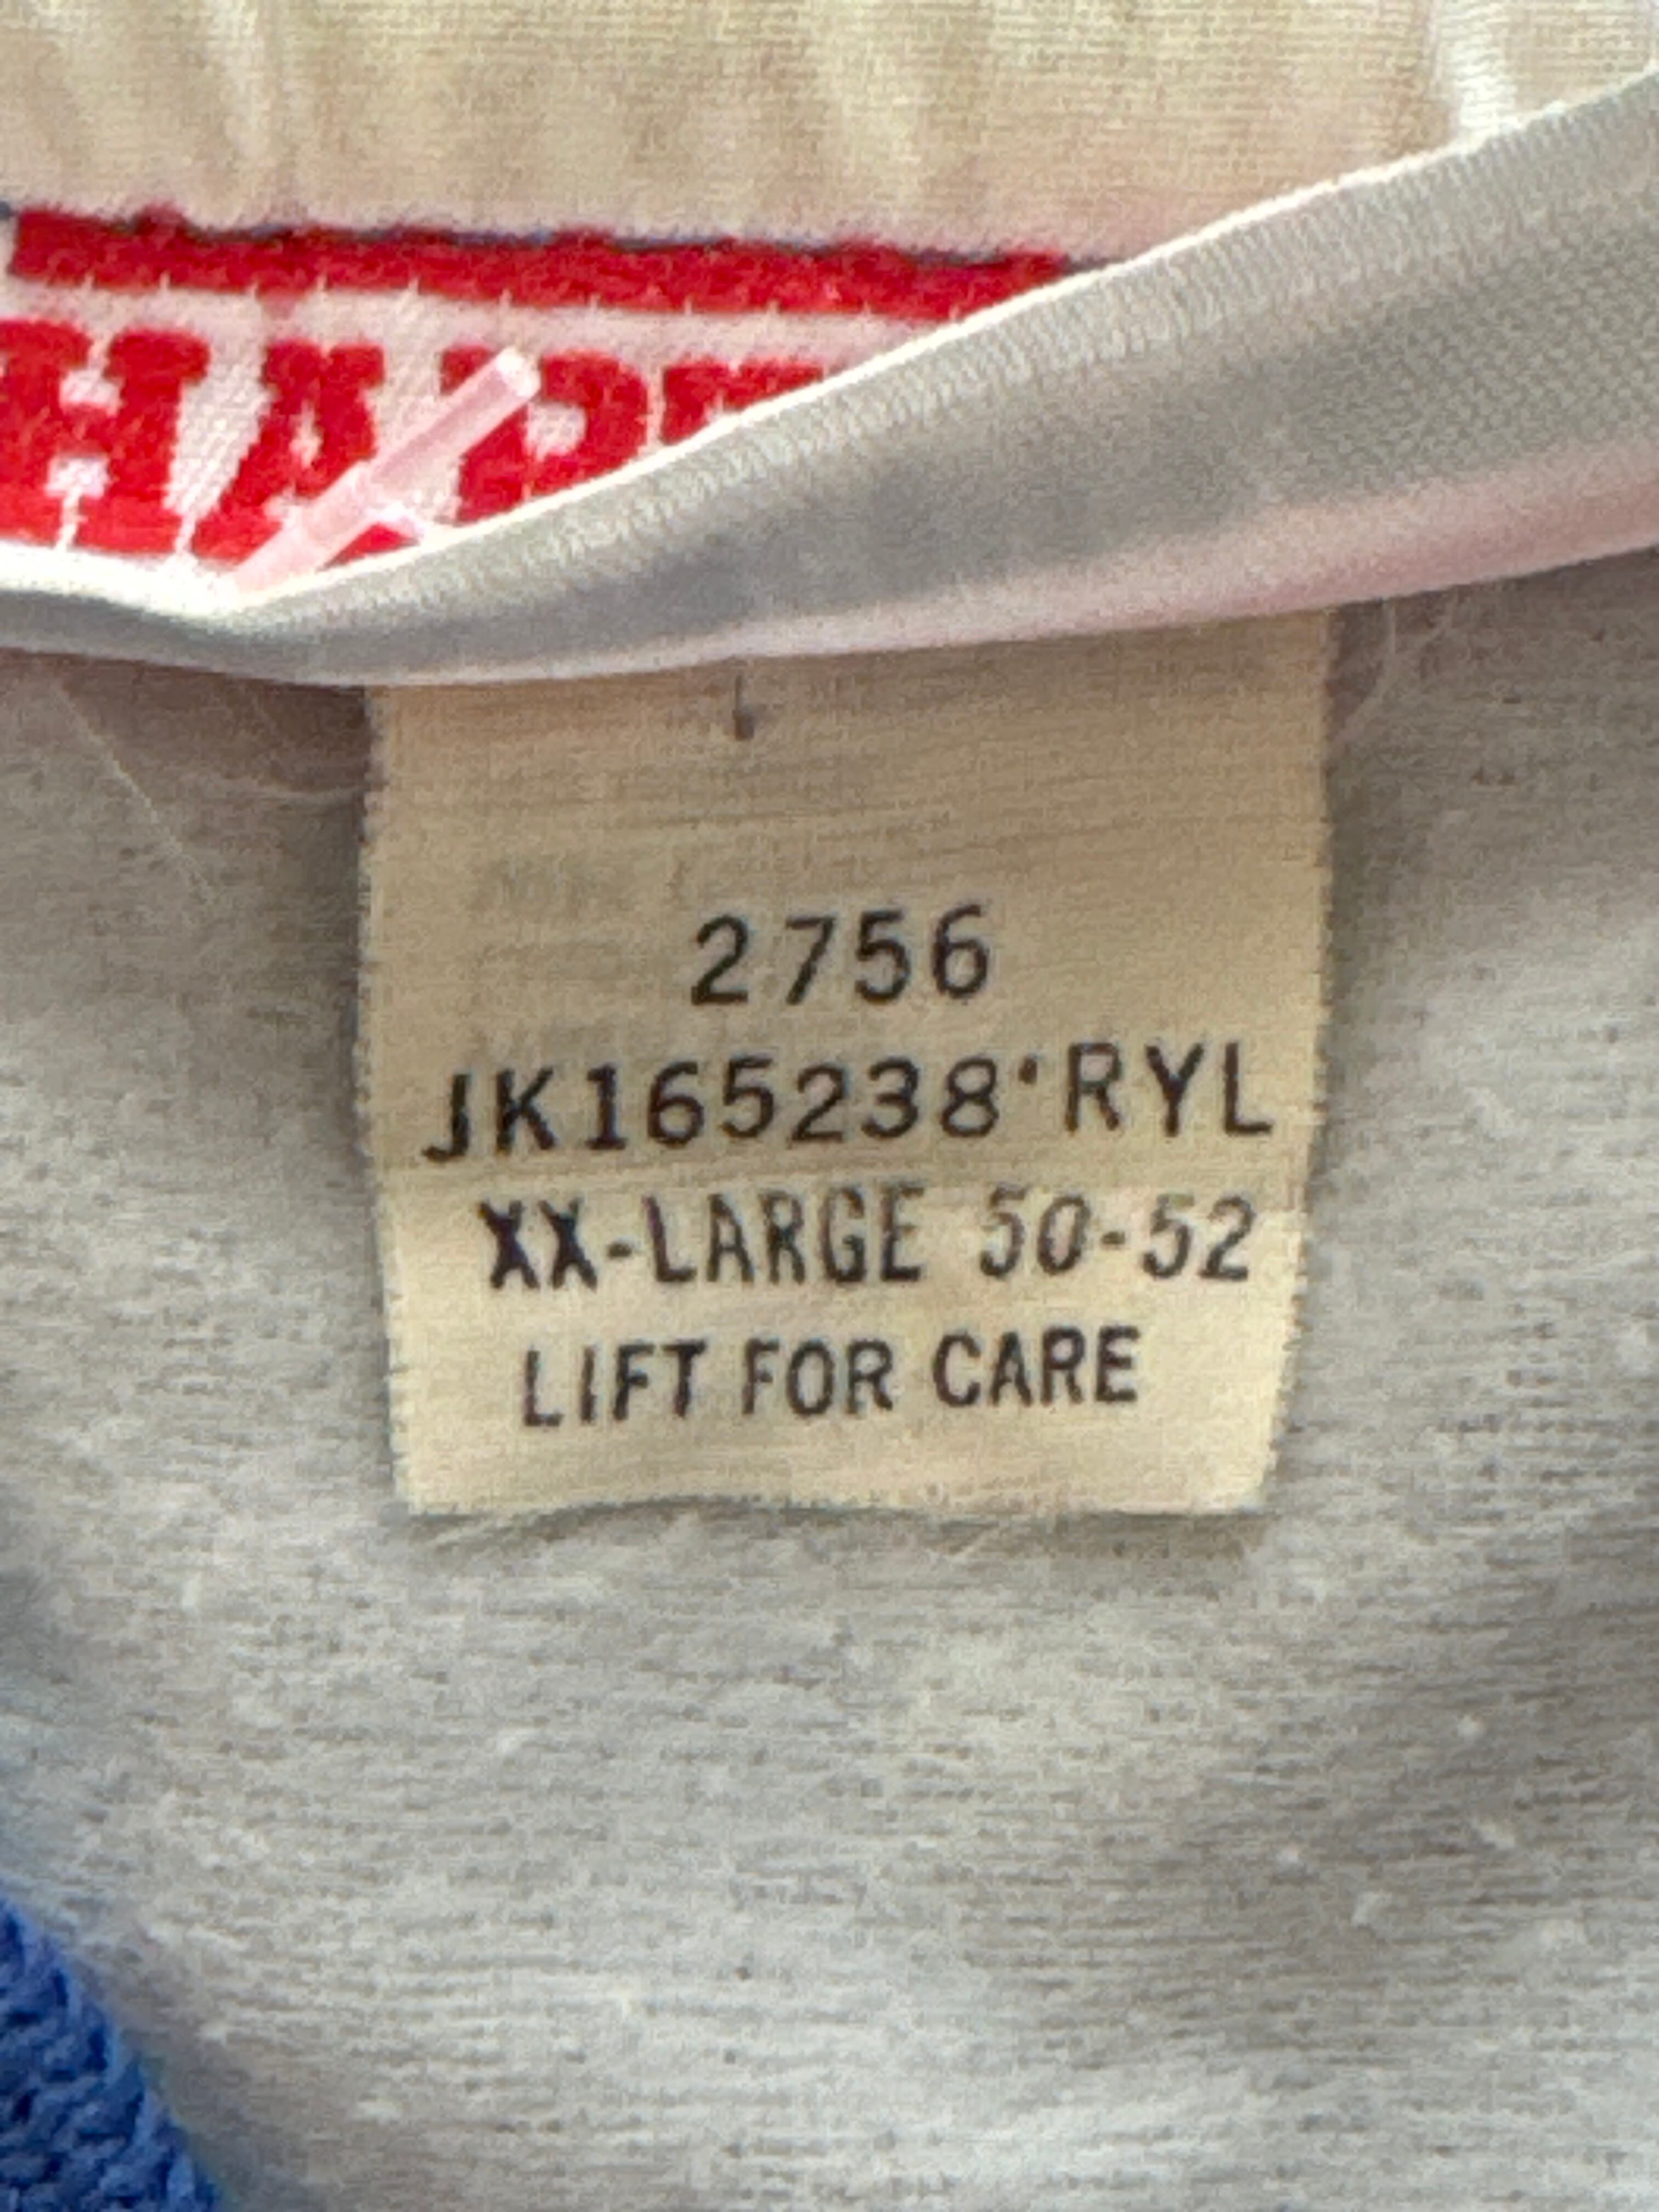 2756
JK165238'RYL
XX-LARGE 50-52
LIFT FOR CARE